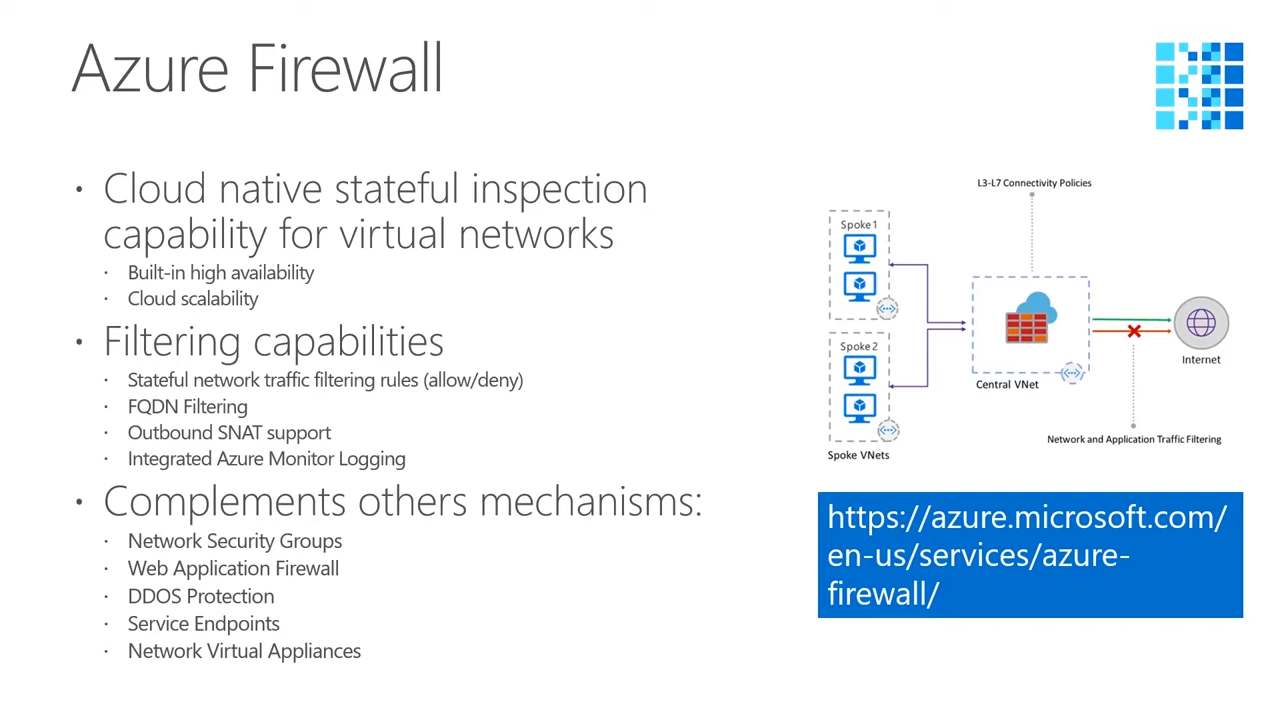 Azure Firewall
· Cloud native stateful inspection
capability for virtual networks
· Built-in high availability
· Cloud scalability
· Filtering capabilities
· Stateful network traffic filtering rules (allow/deny)
· FQDN Filtering
· Outbound SNAT support
· Integrated Azure Monitor Logging
· Complements others mechanisms:
· Network Security Groups
· Web Application Firewall
· DDOS Protection
· Service Endpoints
· Network Virtual Appliances
L3-L7 Connectivity Policies
Spoke 1
Spoke 2
Spoke VNets
Central VNet
Internet
Network and Application Traffic Filtering
https://azure.microsoft.com/
en-us/services/azure-
firewall/